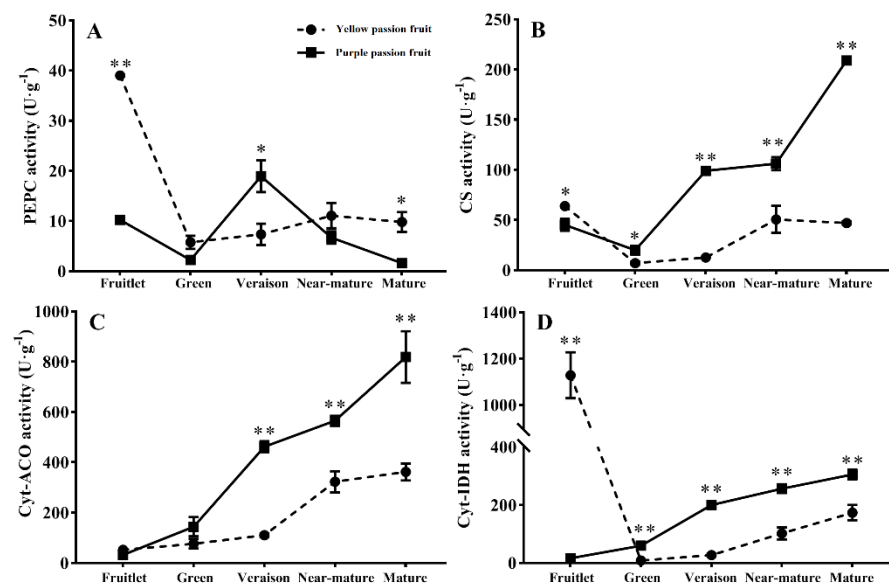 A
Yellow passion fruit
Purple passion fruit
PEPC activity (U·g⁻¹)
50
40
30
20
10
0
** * *
Fruitlet Green Veraison Near-mature Mature
B
CS activity (U·g⁻¹)
250
200
150
100
50
0
* * ** ** **
Fruitlet Green Veraison Near-mature Mature
C
Cyt-ACO activity (U·g⁻¹)
1000
800
600
400
200
0
** ** **
Fruitlet Green Veraison Near-mature Mature
D
Cyt-IDH activity (U·g⁻¹)
1400
1200
1100
400
200
0
** ** ** ** **
Fruitlet Green Veraison Near-mature Mature